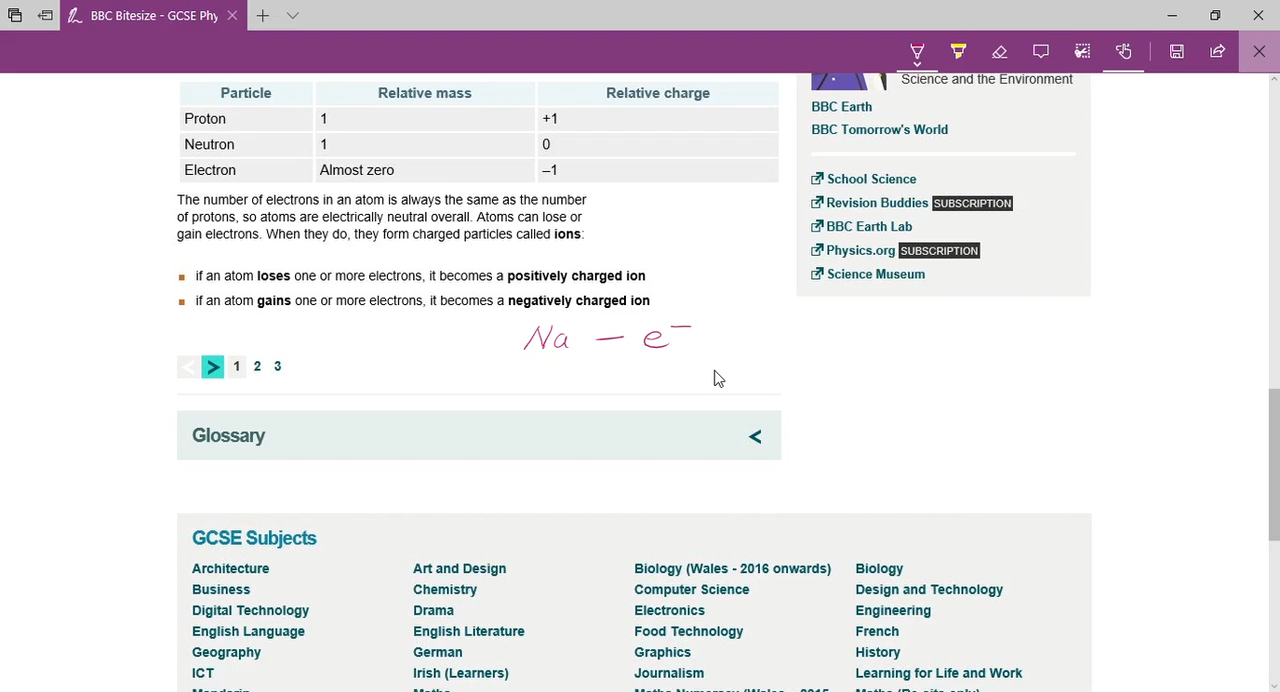 BBC Bitesize - GCSE Phy
Particle Relative mass Relative charge
Proton 1 +1
Neutron 1 0
Electron Almost zero –1
The number of electrons in an atom is always the same as the number
of protons, so atoms are electrically neutral overall. Atoms can lose or
gain electrons. When they do, they form charged particles called ions:
if an atom loses one or more electrons, it becomes a positively charged ion
if an atom gains one or more electrons, it becomes a negatively charged ion
Na — e⁻
< > 1 2 3
Glossary <
Science and the Environment
BBC Earth
BBC Tomorrow's World
School Science
Revision Buddies SUBSCRIPTION
BBC Earth Lab
Physics.org SUBSCRIPTION
Science Museum
GCSE Subjects
Architecture Art and Design Biology (Wales - 2016 onwards) Biology
Business Chemistry Computer Science Design and Technology
Digital Technology Drama Electronics Engineering
English Language English Literature Food Technology French
Geography German Graphics History
ICT Irish (Learners) Journalism Learning for Life and Work